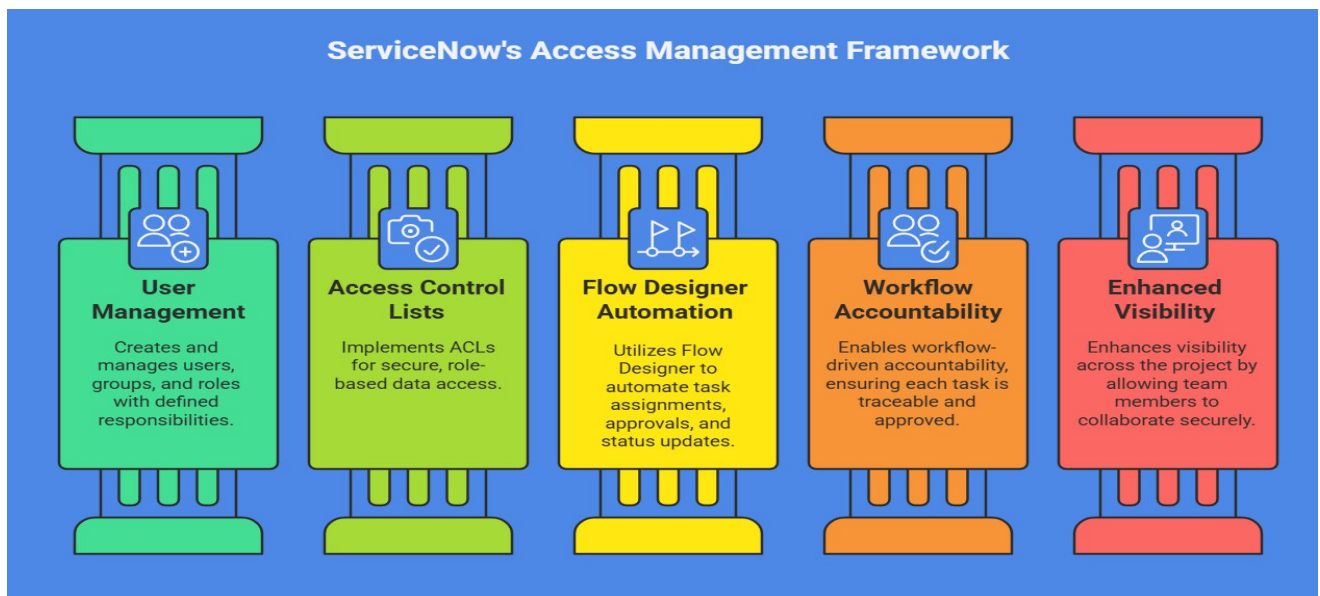 ServiceNow's Access Management Framework
User
Management
Creates and
manages users,
groups, and roles
with defined
responsibilities.
Access Control
Lists
Implements ACLs
for secure, role-
based data access.
Flow Designer
Automation
Utilizes Flow
Designer to
automate task
assignments,
approvals, and
status updates.
Workflow
Accountability
Enables workflow-
driven accountability,
ensuring each task is
traceable and
approved.
Enhanced
Visibility
Enhances visibility
across the project by
allowing team
members to
collaborate securely.